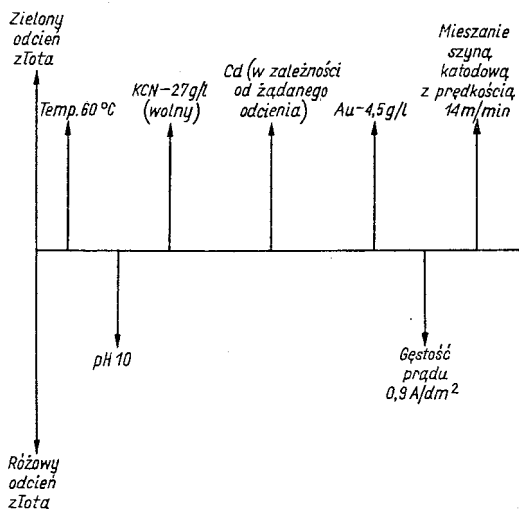 Zielony
odcień
złota
Temp. 60 °C
KCN-27g/l
(wolny)
Cd (w zależności
od żądanego
odcienia)
Au-4,5g/l
Mieszanie
szyną
katodową
z prędkością
14m/min
pH 10
Gęstość
prądu
0,9 A/dm²
Różowy
odcień
złota